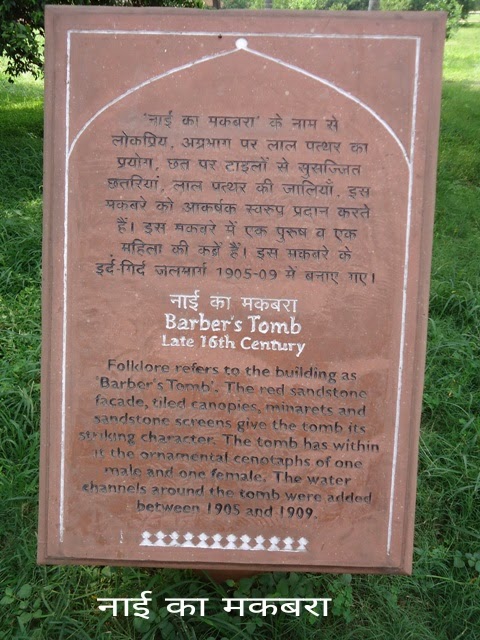 'नाई का मकबरा' के नाम से
लोकप्रिय, अग्रभाग पर लाल पत्थर का
प्रयोग, छत पर टाइलों से सुसज्जित
छतरियां, लाल पत्थर की जालियाँ, इस
मकबरे को आकर्षक स्वरुप प्रदान करते
हैं। इस मकबरे में एक पुरुष व एक
महिला की कब्रें हैं। इस मकबरे के
इर्द-गिर्द जलमार्ग 1905-09 में बनाए गए।
नाई का मकबरा
Barber's Tomb
Late 16th Century
Folklore refers to the building as
'Barber's Tomb'. The red sandstone
facade, tiled canopies, minarets and
sandstone screens give the tomb its
striking character. The tomb has within
it the ornamental cenotaphs of one
male and one female. The water
channels around the tomb were added
between 1905 and 1909.
नाई का मकबरा